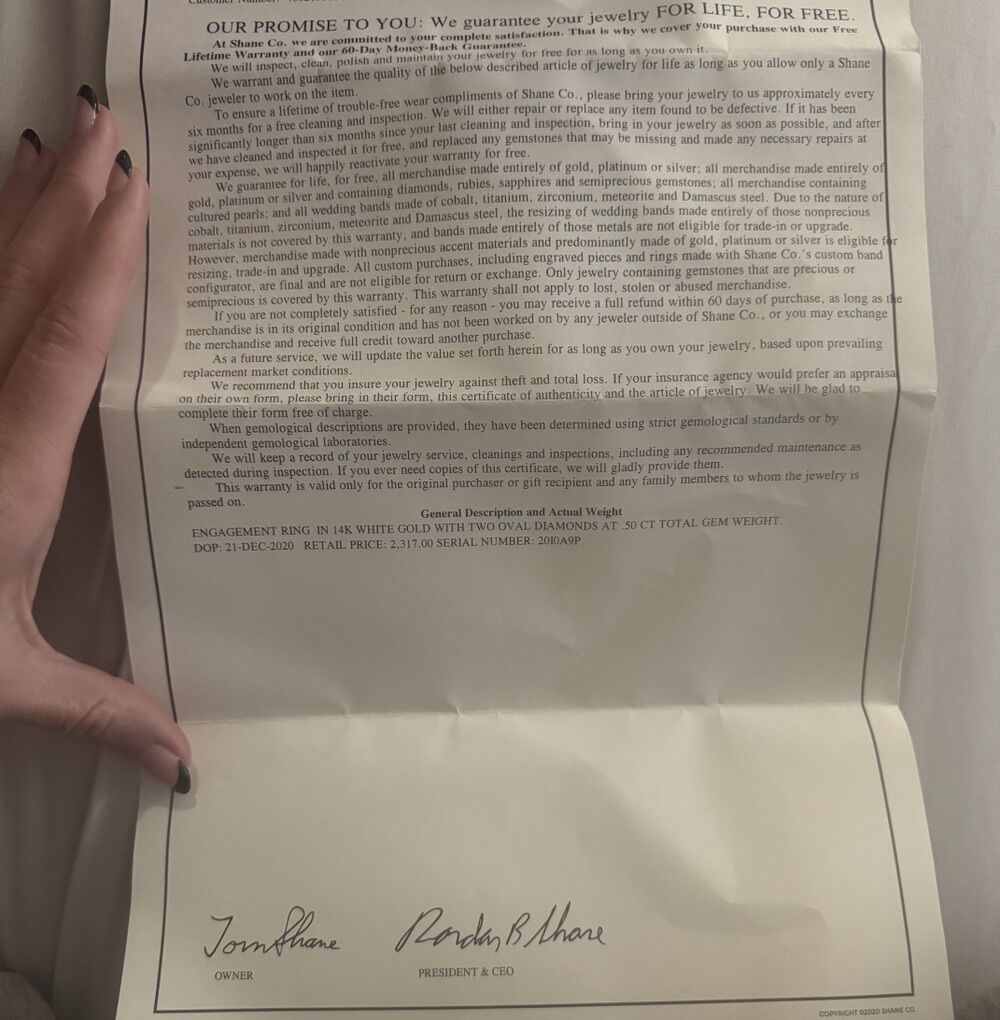 OUR PROMISE TO YOU: We guarantee your jewelry FOR LIFE, FOR FREE.
At Shane Co. we are committed to your complete satisfaction. That is why we cover your purchase with our Free
Lifetime Warranty and our 60-Day Money-Back Guarantee.
We will inspect, clean, polish and maintain your jewelry for free for as long as you own it.
We warrant and guarantee the quality of the below described article of jewelry for life as long as you allow only a Shane
Co. jeweler to work on the item.
To ensure a lifetime of trouble-free wear compliments of Shane Co., please bring your jewelry to us approximately every
six months for a free cleaning and inspection. We will either repair or replace any item found to be defective. If it has been
significantly longer than six months since your last cleaning and inspection, bring in your jewelry as soon as possible, and after
we have cleaned and inspected it for free, and replaced any gemstones that may be missing and made any necessary repairs at
your expense, we will happily reactivate your warranty for free.
We guarantee for life, for free, all merchandise made entirely of gold, platinum or silver; all merchandise made entirely of
gold, platinum or silver and containing diamonds, rubies, sapphires and semiprecious gemstones; all merchandise containing
cultured pearls; and all wedding bands made of cobalt, titanium, zirconium, meteorite and Damascus steel. Due to the nature of
cobalt, titanium, zirconium, meteorite and Damascus steel, the resizing of wedding bands made entirely of those nonprecious
materials is not covered by this warranty, and bands made entirely of those metals are not eligible for trade-in or upgrade.
However, merchandise made with nonprecious accent materials and predominantly made of gold, platinum or silver is eligible for
resizing, trade-in and upgrade. All custom purchases, including engraved pieces and rings made with Shane Co.'s custom band
configurator, are final and are not eligible for return or exchange. Only jewelry containing gemstones that are precious or
semiprecious is covered by this warranty. This warranty shall not apply to lost, stolen or abused merchandise.
If you are not completely satisfied - for any reason - you may receive a full refund within 60 days of purchase, as long as the
merchandise is in its original condition and has not been worked on by any jeweler outside of Shane Co., or you may exchange
the merchandise and receive full credit toward another purchase.
As a future service, we will update the value set forth herein for as long as you own your jewelry, based upon prevailing
replacement market conditions.
We recommend that you insure your jewelry against theft and total loss. If your insurance agency would prefer an appraisa
on their own form, please bring in their form, this certificate of authenticity and the article of jewelry. We will be glad to
complete their form free of charge.
When gemological descriptions are provided, they have been determined using strict gemological standards or by
independent gemological laboratories.
We will keep a record of your jewelry service, cleanings and inspections, including any recommended maintenance as
detected during inspection. If you ever need copies of this certificate, we will gladly provide them.
This warranty is valid only for the original purchaser or gift recipient and any family members to whom the jewelry is
passed on.
General Description and Actual Weight
ENGAGEMENT RING IN 14K WHITE GOLD WITH TWO OVAL DIAMONDS AT .50 CT TOTAL GEM WEIGHT.
DOP: 21-DEC-2020 RETAIL PRICE: 2,317.00 SERIAL NUMBER: 20I0A9P
Tom Shane
B Shane
OWNER
PRESIDENT & CEO
COPYRIGHT ©2020 SHANE CO.